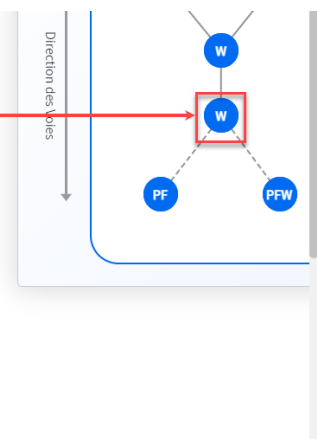 W
Direction des Voies
W
PF
PFW